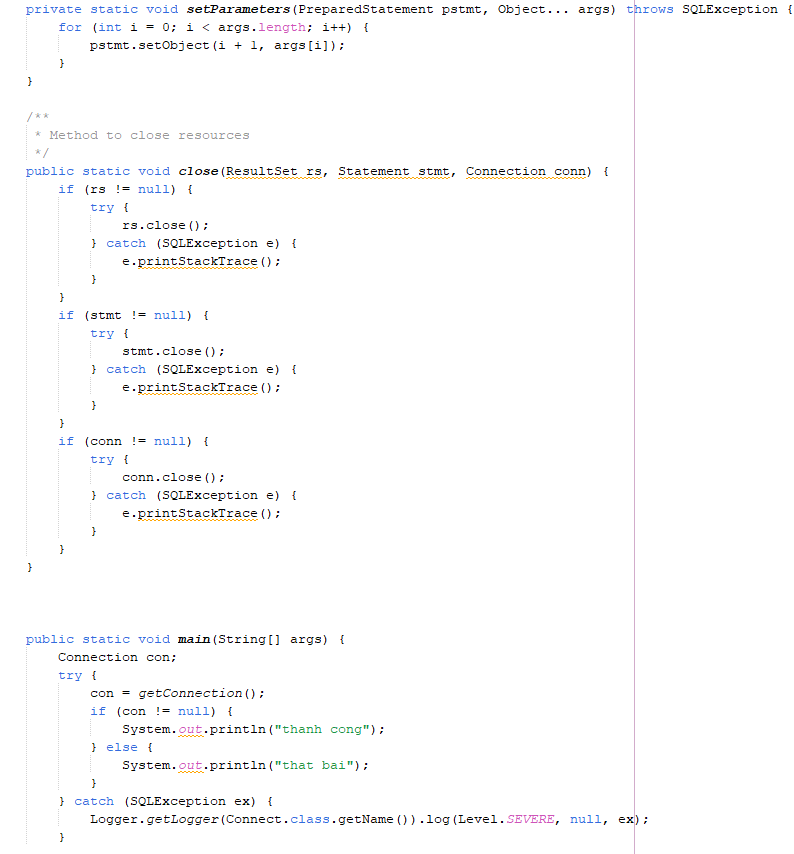 private static void setParameters(PreparedStatement pstmt, Object... args) throws SQLException {
    for (int i = 0; i < args.length; i++) {
        pstmt.setObject(i + 1, args[i]);
    }
}

/**
 * Method to close resources
 */
public static void close(ResultSet rs, Statement stmt, Connection conn) {
    if (rs != null) {
        try {
            rs.close();
        } catch (SQLException e) {
            e.printStackTrace();
        }
    }
    if (stmt != null) {
        try {
            stmt.close();
        } catch (SQLException e) {
            e.printStackTrace();
        }
    }
    if (conn != null) {
        try {
            conn.close();
        } catch (SQLException e) {
            e.printStackTrace();
        }
    }
}

public static void main(String[] args) {
    Connection con;
    try {
        con = getConnection();
        if (con != null) {
            System.out.println("thanh cong");
        } else {
            System.out.println("that bai");
        }
    } catch (SQLException ex) {
        Logger.getLogger(Connect.class.getName()).log(Level.SEVERE, null, ex);
    }